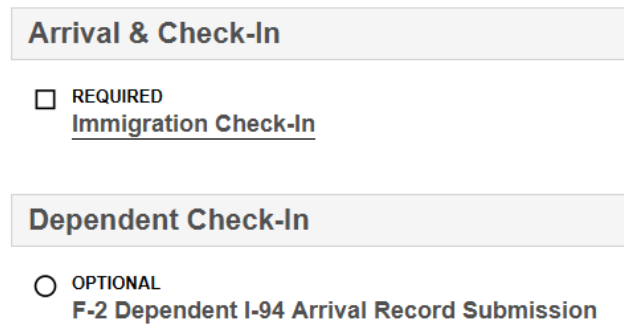 Arrival & Check-In
REQUIRED
Immigration Check-In
Dependent Check-In
OPTIONAL
F-2 Dependent I-94 Arrival Record Submission